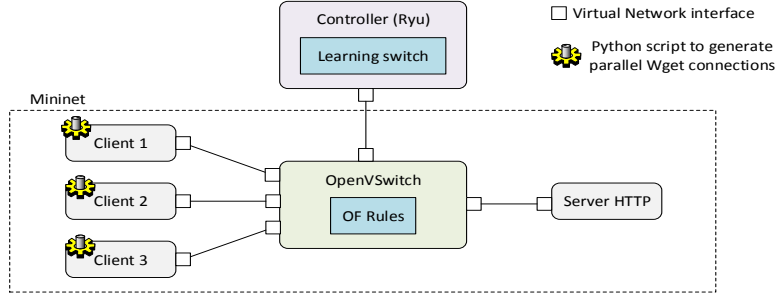 Controller (Ryu)
Learning switch
Virtual Network interface
Python script to generate
parallel Wget connections
Mininet
Client 1
Client 2
Client 3
OpenVSwitch
OF Rules
Server HTTP